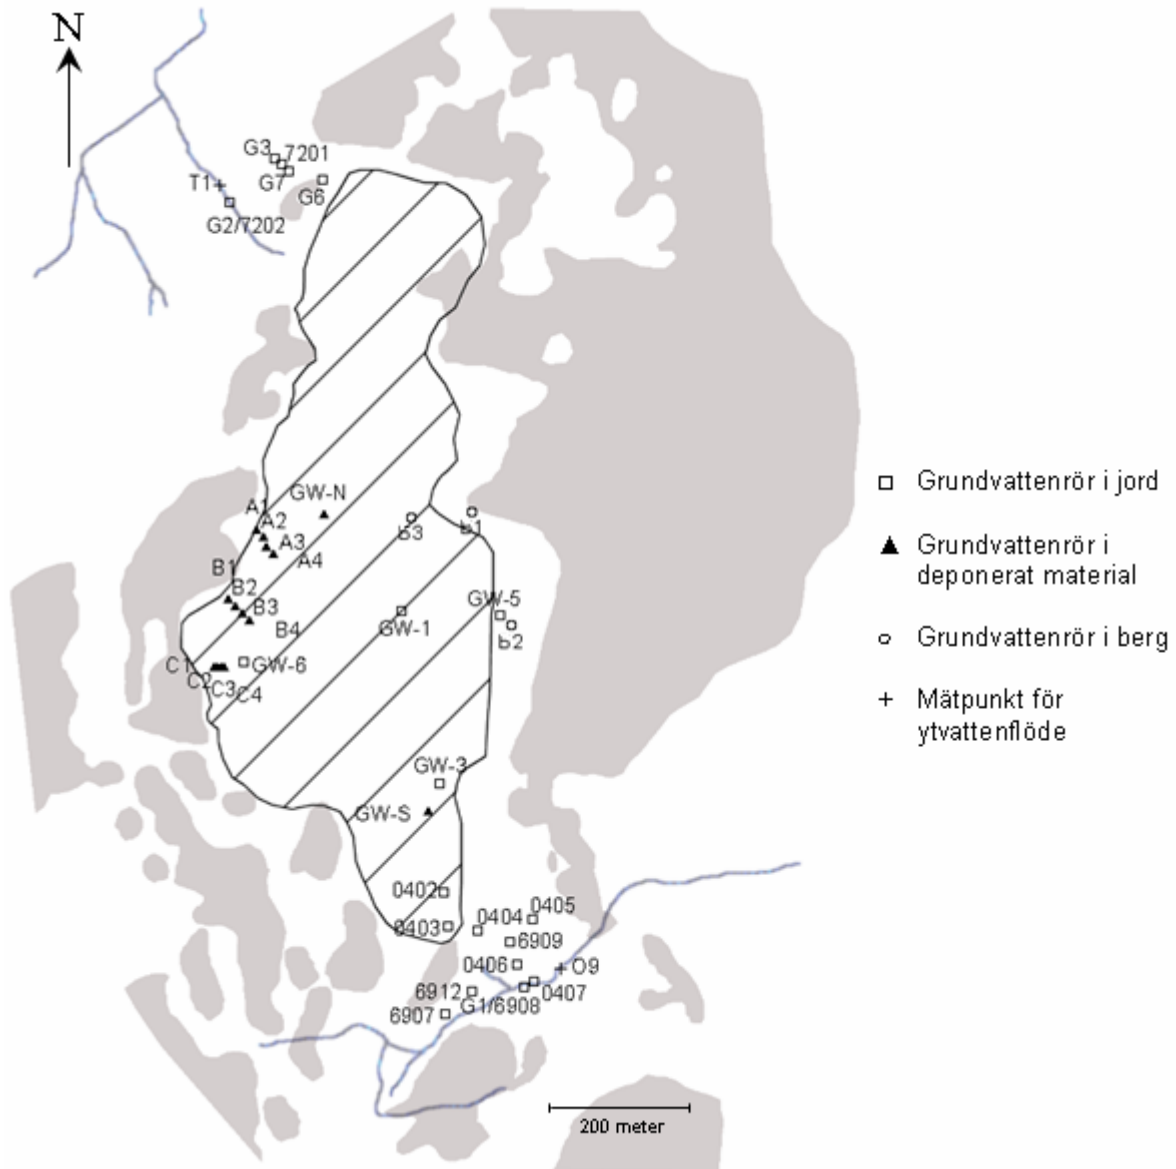 N
G3
7201
G7
T1
G6
G2/7202
GW-N
A1
A2
A3
A4
b3
b1
B1
B2
B3
B4
GW-5
GW-1
b2
C1
C2
C3
C4
GW-6
GW-3
GW-S
0402
0403
0404
0405
6909
0406
O9
0407
6912
G1/6908
6907
200 meter
Grundvattenrör i jord
Grundvattenrör i
deponerat material
Grundvattenrör i berg
Mätpunkt för
ytvattenflöde